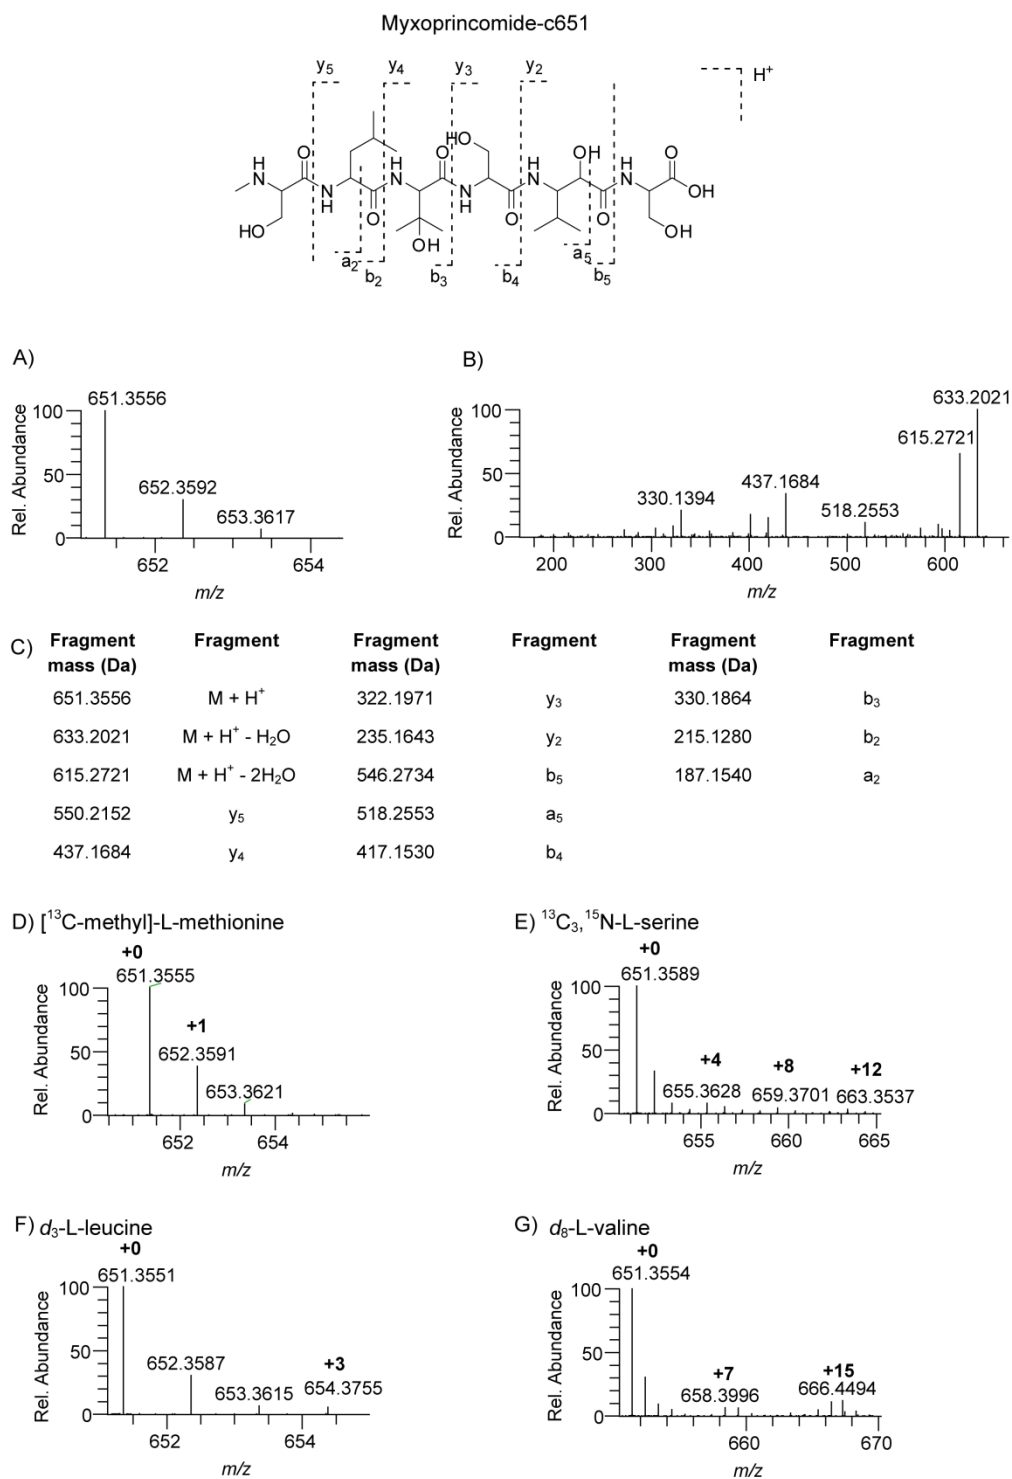 Myxoprincomide-c651
y5 y4 y3 y2 H+
HO OH
H N O H N O H N OH H N O
OH
N H O N H O N H O
HO OH OH
a2 b2 b3 b4 a5 b5
A)
651.3556
652.3592
653.3617
100
50
0
Rel. Abundance
652 654
m/z
B)
633.2021
615.2721
437.1684
330.1394
518.2553
100
50
0
Rel. Abundance
200 300 400 500 600
m/z
C) Fragment mass (Da) Fragment Fragment mass (Da) Fragment Fragment mass (Da) Fragment
651.3556 M + H+ 322.1971 y3 330.1864 b3
633.2021 M + H+ - H2O 235.1643 y2 215.1280 b2
615.2721 M + H+ - 2H2O 546.2734 b5 187.1540 a2
550.2152 y5 518.2553 a5
437.1684 y4 417.1530 b4
D) [13C-methyl]-L-methionine
+0
651.3555
+1
652.3591
653.3621
100
50
0
Rel. Abundance
652 654
m/z
E) 13C3,15N-L-serine
+0
651.3589
+4 +8 +12
655.3628 659.3701 663.3537
100
50
0
Rel. Abundance
655 660 665
m/z
F) d3-L-leucine
+0
651.3551
652.3587
+3
653.3615 654.3755
100
50
0
Rel. Abundance
652 654
m/z
G) d8-L-valine
+0
651.3554
+7 +15
658.3996 666.4494
100
50
0
Rel. Abundance
660 670
m/z